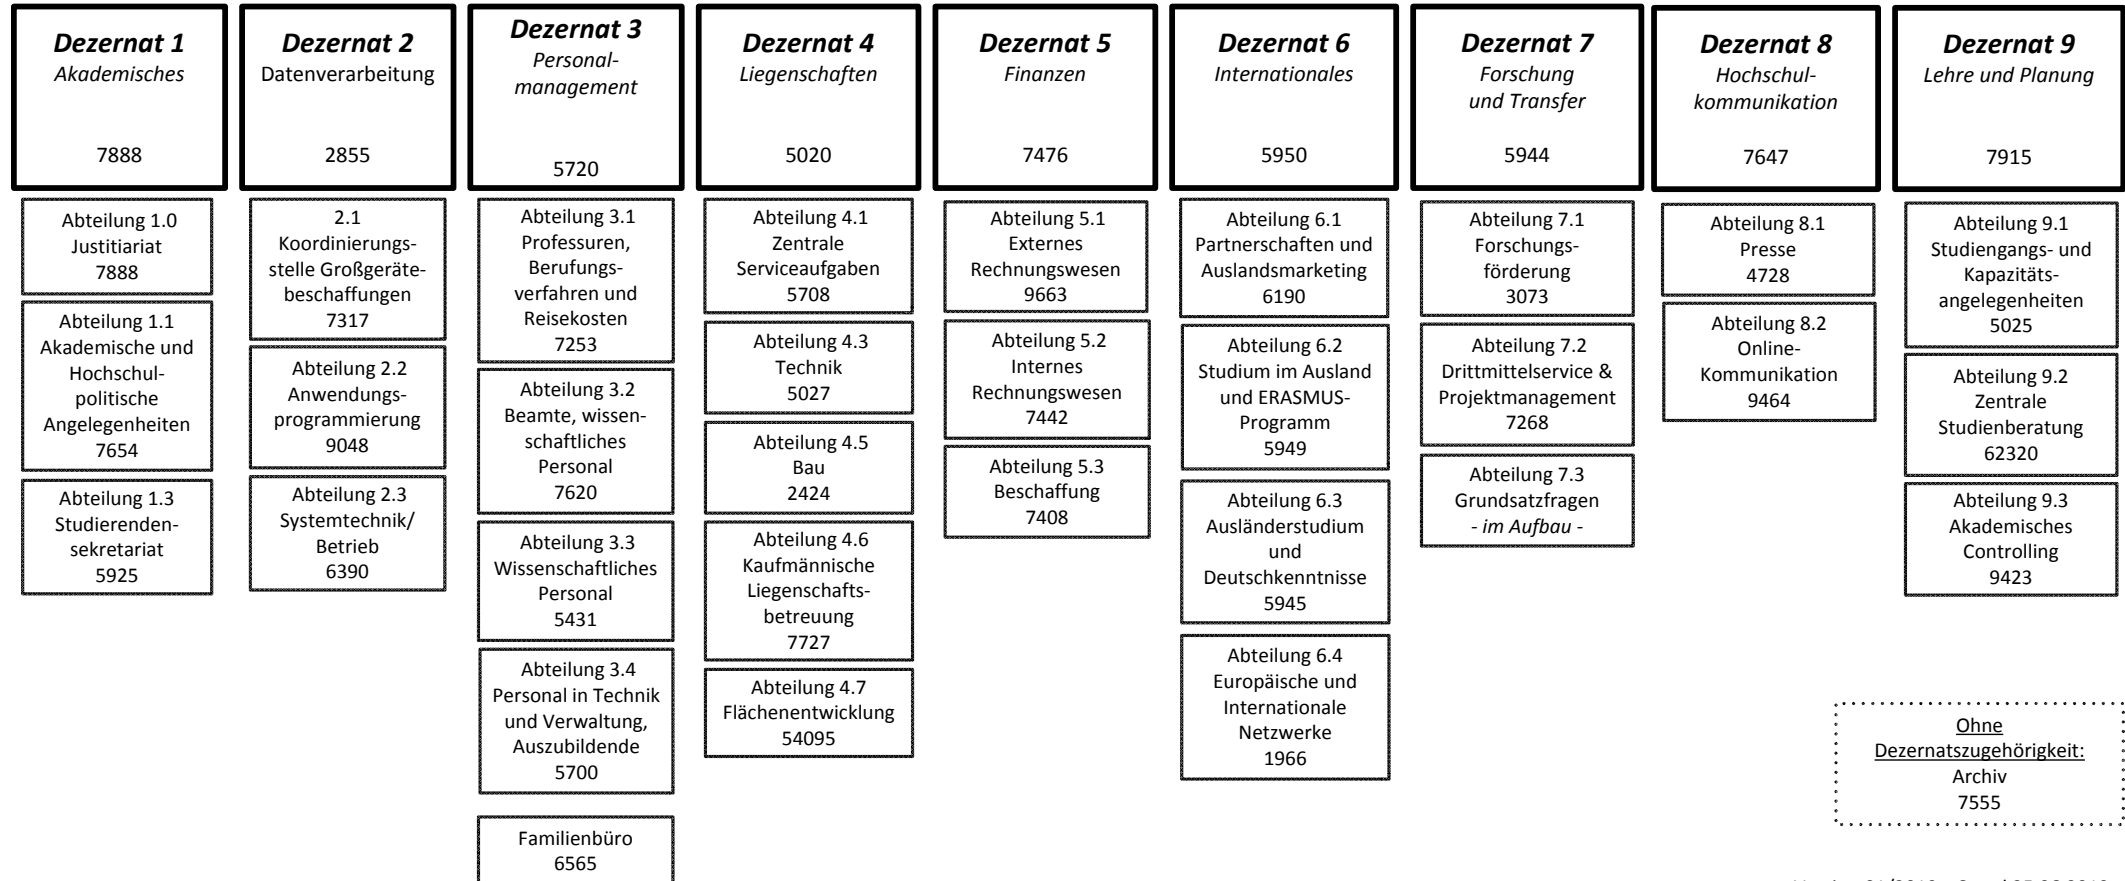 Dezernat 1
Akademisches
7888
Abteilung 1.0
Justitiariat
7888
Abteilung 1.1
Akademische und
Hochschul-
politische
Angelegenheiten
7654
Abteilung 1.3
Studierenden-
sekretariat
5925
Dezernat 2
Datenverarbeitung
2855
2.1
Koordinierungs-
stelle Großgeräte-
beschaffungen
7317
Abteilung 2.2
Anwendungs-
programmierung
9048
Abteilung 2.3
Systemtechnik/
Betrieb
6390
Dezernat 3
Personal-
management
5720
Abteilung 3.1
Professuren,
Berufungs-
verfahren und
Reisekosten
7253
Abteilung 3.2
Beamte, wissen-
schaftliches
Personal
7620
Abteilung 3.3
Wissenschaftliches
Personal
5431
Abteilung 3.4
Personal in Technik
und Verwaltung,
Auszubildende
5700
Familienbüro
6565
Dezernat 4
Liegenschaften
5020
Abteilung 4.1
Zentrale
Serviceaufgaben
5708
Abteilung 4.3
Technik
5027
Abteilung 4.5
Bau
2424
Abteilung 4.6
Kaufmännische
Liegenschafts-
betreuung
7727
Abteilung 4.7
Flächenentwicklung
54095
Dezernat 5
Finanzen
7476
Abteilung 5.1
Externes
Rechnungswesen
9663
Abteilung 5.2
Internes
Rechnungswesen
7442
Abteilung 5.3
Beschaffung
7408
Dezernat 6
Internationales
5950
Abteilung 6.1
Partnerschaften und
Auslandsmarketing
6190
Abteilung 6.2
Studium im Ausland
und ERASMUS-
Programm
5949
Abteilung 6.3
Ausländerstudium
und
Deutschkenntnisse
5945
Abteilung 6.4
Europäische und
Internationale
Netzwerke
1966
Dezernat 7
Forschung
und Transfer
5944
Abteilung 7.1
Forschungs-
förderung
3073
Abteilung 7.2
Drittmittelservice &
Projektmanagement
7268
Abteilung 7.3
Grundsatzfragen
- im Aufbau -
Dezernat 8
Hochschul-
kommunikation
7647
Abteilung 8.1
Presse
4728
Abteilung 8.2
Online-
Kommunikation
9464
Dezernat 9
Lehre und Planung
7915
Abteilung 9.1
Studiengangs- und
Kapazitäts-
angelegenheiten
5025
Abteilung 9.2
Zentrale
Studienberatung
62320
Abteilung 9.3
Akademisches
Controlling
9423
Ohne
Dezernatszugehörigkeit:
Archiv
7555